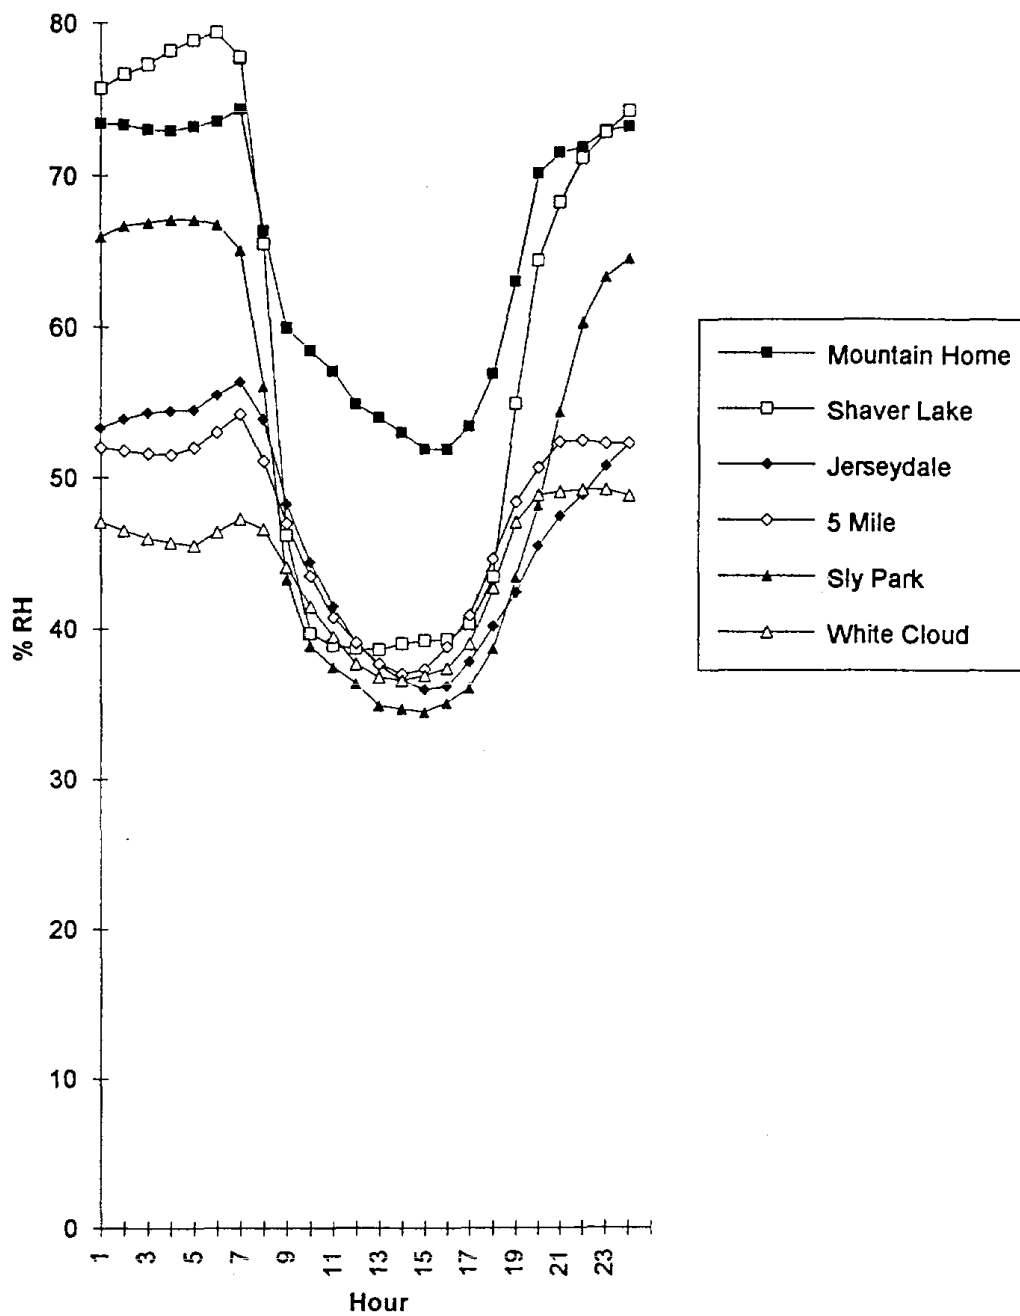 80
70
60
50
40
30
20
10
0
% RH
1 3 5 7 9 11 13 15 17 19 21 23
Hour
Mountain Home
Shaver Lake
Jerseydale
5 Mile
Sly Park
White Cloud